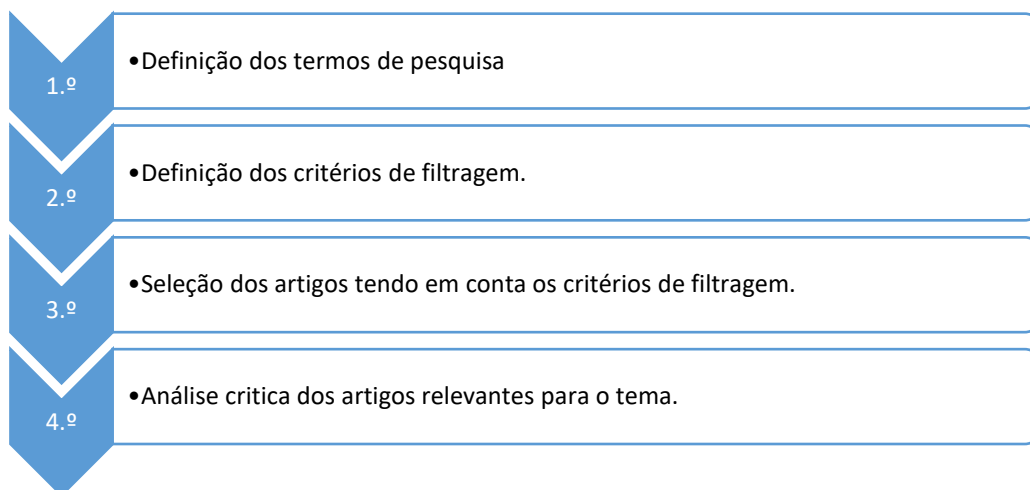 1.º
•Definição dos termos de pesquisa
2.º
•Definição dos critérios de filtragem.
3.º
•Seleção dos artigos tendo em conta os critérios de filtragem.
4.º
•Análise critica dos artigos relevantes para o tema.